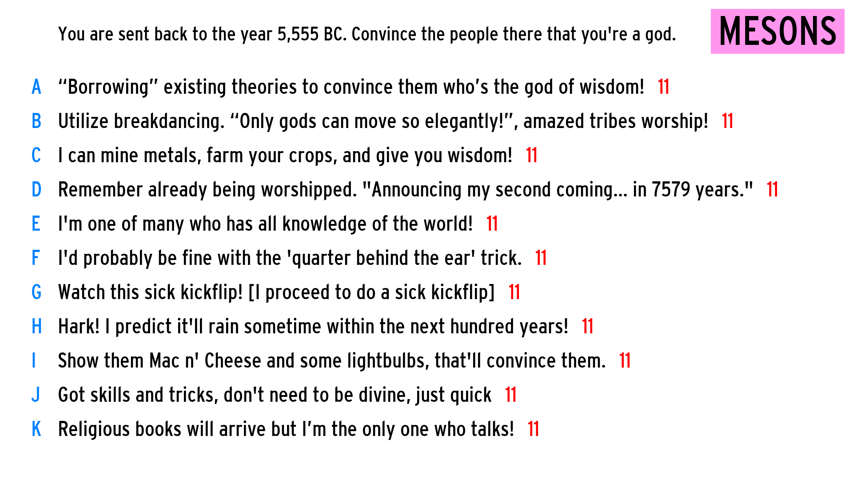 You are sent back to the year 5,555 BC. Convince the people there that you're a god.
MESONS
A “Borrowing” existing theories to convince them who’s the god of wisdom! 11
B Utilize breakdancing. “Only gods can move so elegantly!”, amazed tribes worship! 11
C I can mine metals, farm your crops, and give you wisdom! 11
D Remember already being worshipped. "Announcing my second coming... in 7579 years." 11
E I'm one of many who has all knowledge of the world! 11
F I'd probably be fine with the 'quarter behind the ear' trick. 11
G Watch this sick kickflip! [I proceed to do a sick kickflip] 11
H Hark! I predict it'll rain sometime within the next hundred years! 11
I Show them Mac n' Cheese and some lightbulbs, that'll convince them. 11
J Got skills and tricks, don't need to be divine, just quick 11
K Religious books will arrive but I’m the only one who talks! 11